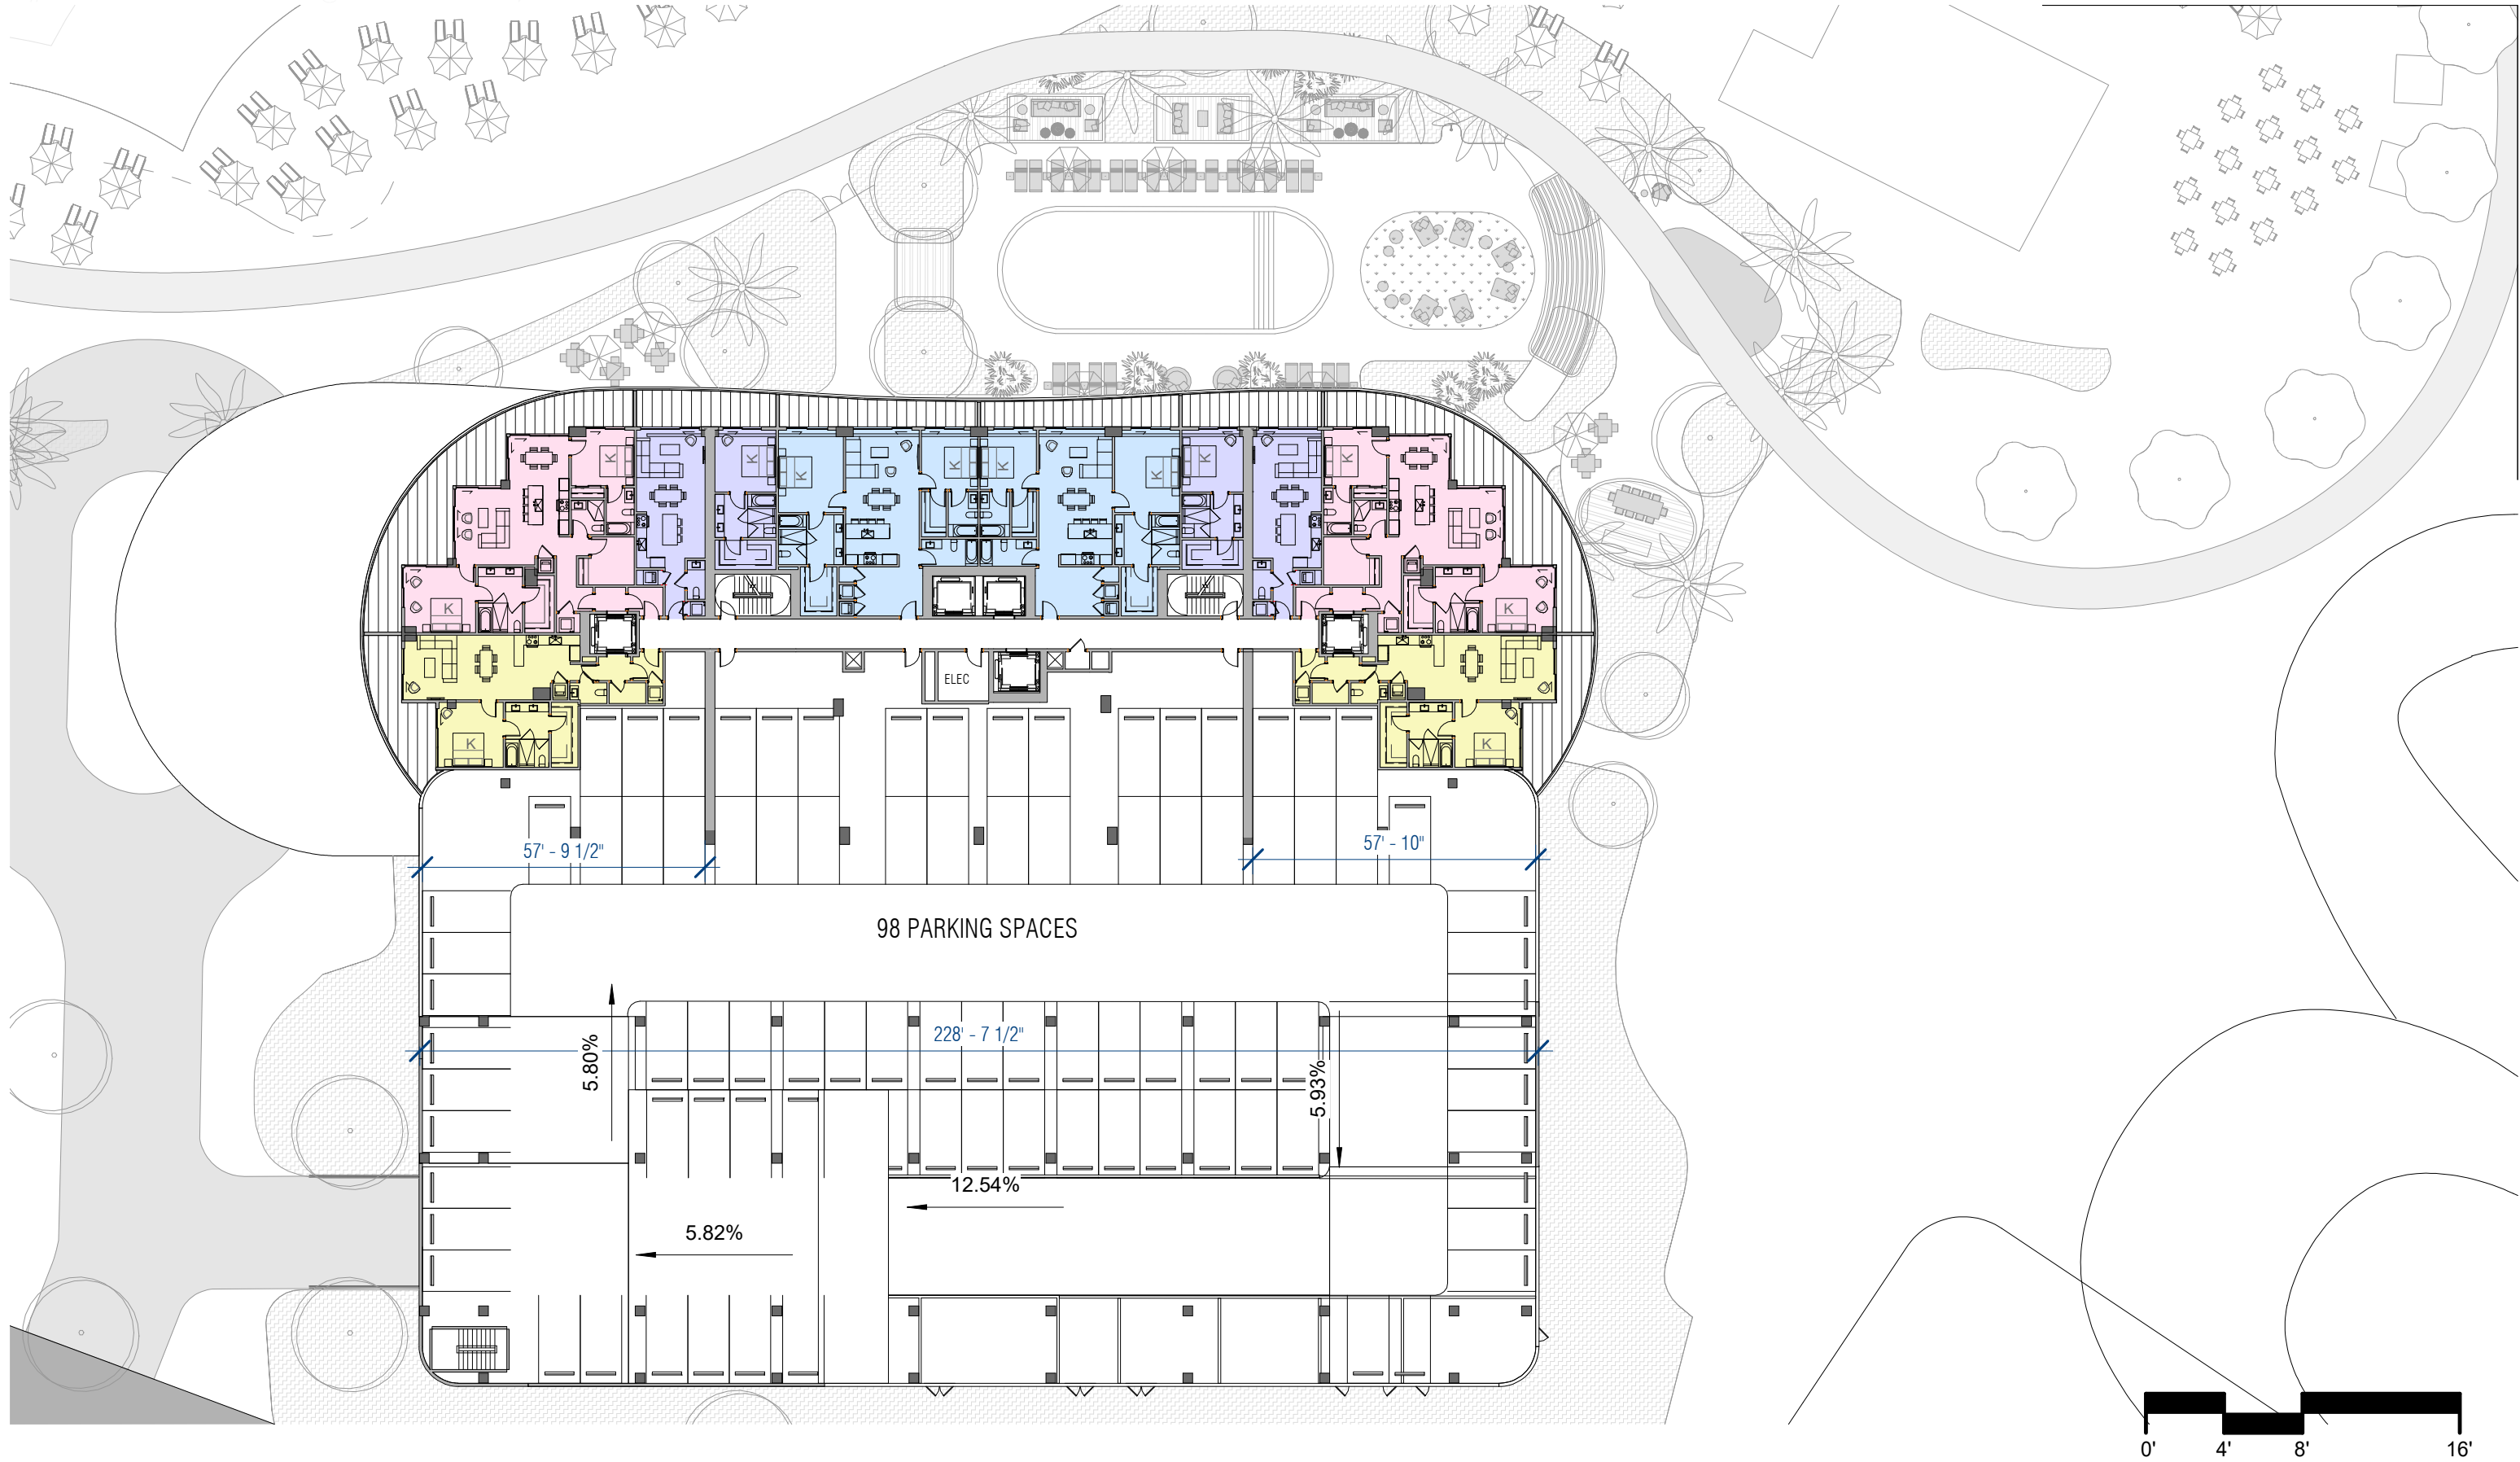 K
K
K
K
K
K
K
K
K
K
ELEC
K
K
57' - 9 1/2"
57' - 10"
98 PARKING SPACES
228' - 7 1/2"
5.80%
5.93%
12.54%
5.82%
0' 4' 8' 16'